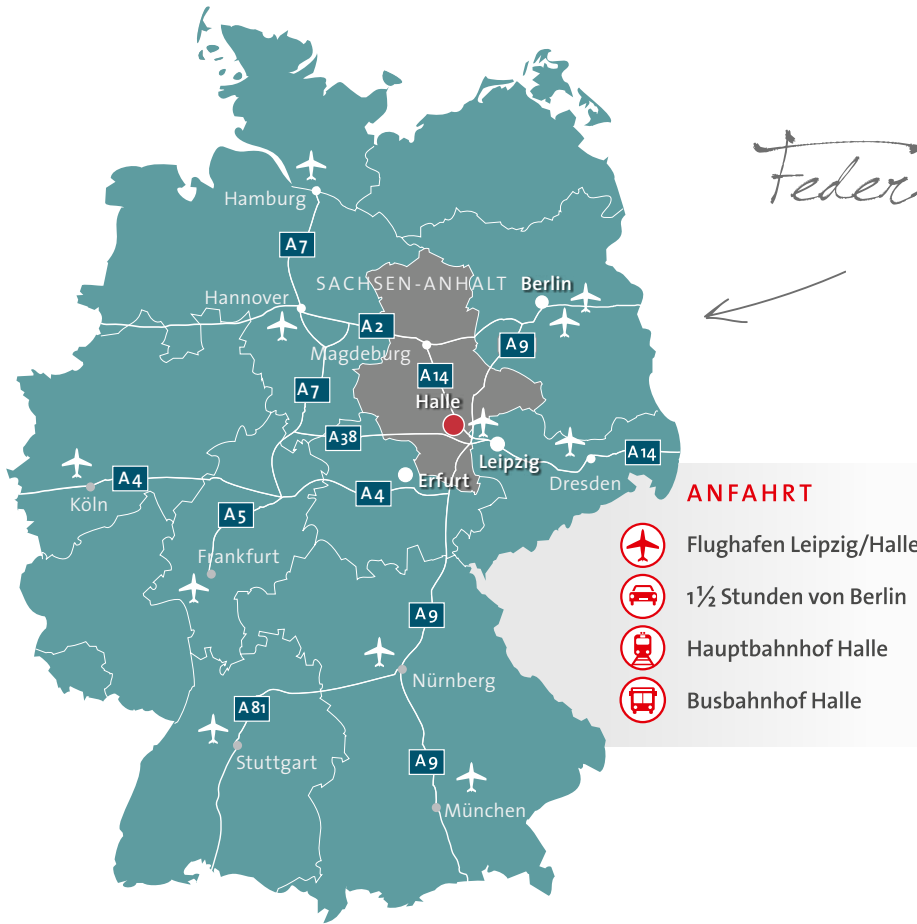 Hamburg
A7
SACHSEN-ANHALT
Berlin
Hannover
A2
Magdeburg
A9
A14
A7
Halle
A38
Leipzig
A14
Dresden
Erfurt
A4
Köln
A4
A5
Frankfurt
A9
Nürnberg
A81
Stuttgart
A9
München
Feder
ANFAHRT
Flughafen Leipzig/Halle
1½ Stunden von Berlin
Hauptbahnhof Halle
Busbahnhof Halle